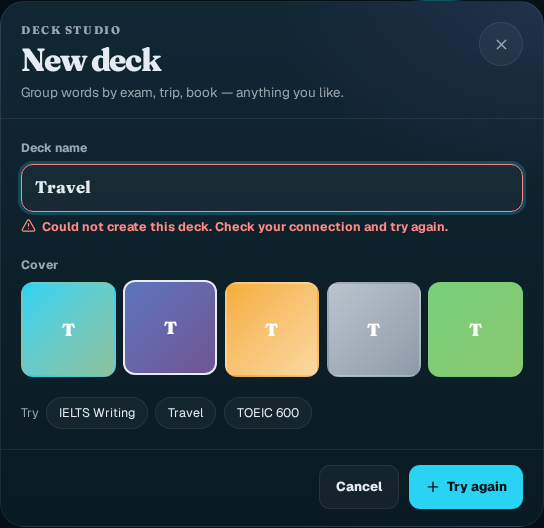 DECK STUDIO
New deck
Group words by exam, trip, book — anything you like.
Deck name
Travel
Could not create this deck. Check your connection and try again.
Cover
T T T T T
Try IELTS Writing Travel TOEIC 600
Cancel + Try again